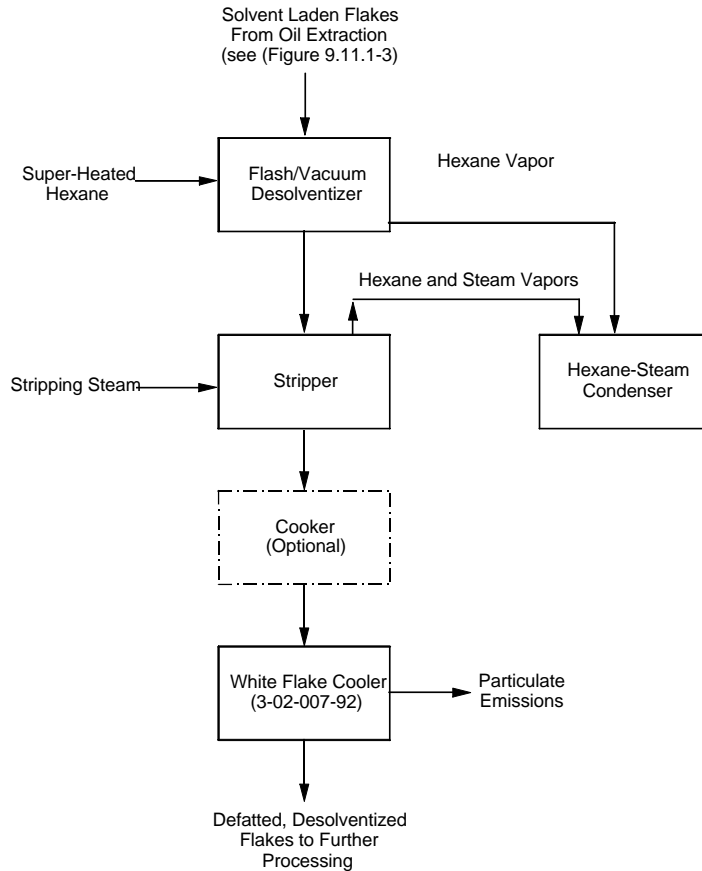 Solvent Laden Flakes
From Oil Extraction
(see (Figure 9.11.1-3)
Super-Heated
Hexane
Flash/Vacuum
Desolventizer
Hexane Vapor
Hexane and Steam Vapors
Stripping Steam
Stripper
Hexane-Steam
Condenser
Cooker
(Optional)
White Flake Cooler
(3-02-007-92)
Particulate
Emissions
Defatted, Desolventized
Flakes to Further
Processing